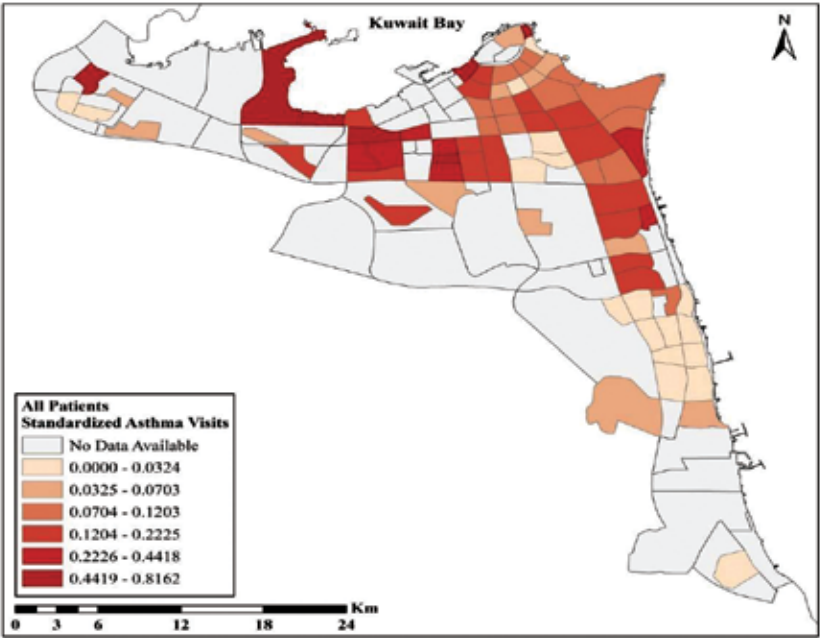 Kuwait Bay
N
All Patients
Standardized Asthma Visits
No Data Available
0.0000 - 0.0324
0.0325 - 0.0703
0.0704 - 0.1203
0.1204 - 0.2225
0.2226 - 0.4418
0.4419 - 0.8162
Km
0 3 6 12 18 24